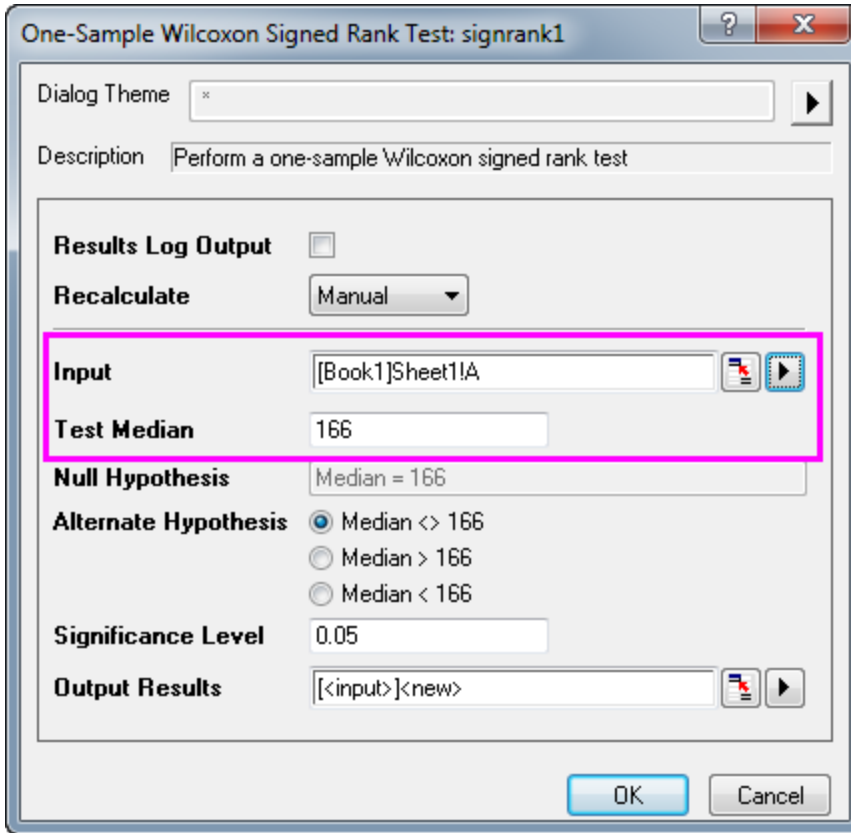 One-Sample Wilcoxon Signed Rank Test: signrank1
Dialog Theme *
Description Perform a one-sample Wilcoxon signed rank test
Results Log Output
Recalculate Manual
Input [Book1]Sheet1!A
Test Median 166
Null Hypothesis Median = 166
Alternate Hypothesis Median <> 166
Median > 166
Median < 166
Significance Level 0.05
Output Results [<input>]<new>
OK Cancel